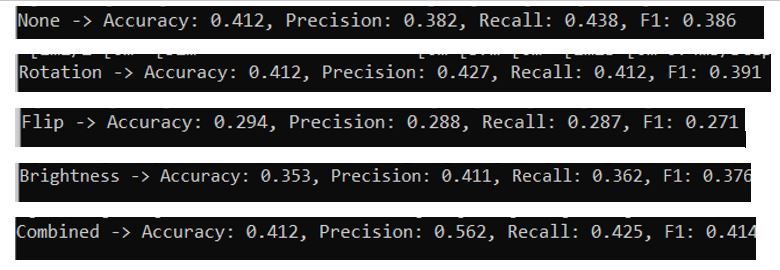 None -> Accuracy: 0.412, Precision: 0.382, Recall: 0.438, F1: 0.386
Rotation -> Accuracy: 0.412, Precision: 0.427, Recall: 0.412, F1: 0.391
Flip -> Accuracy: 0.294, Precision: 0.288, Recall: 0.287, F1: 0.271
Brightness -> Accuracy: 0.353, Precision: 0.411, Recall: 0.362, F1: 0.376
Combined -> Accuracy: 0.412, Precision: 0.562, Recall: 0.425, F1: 0.414